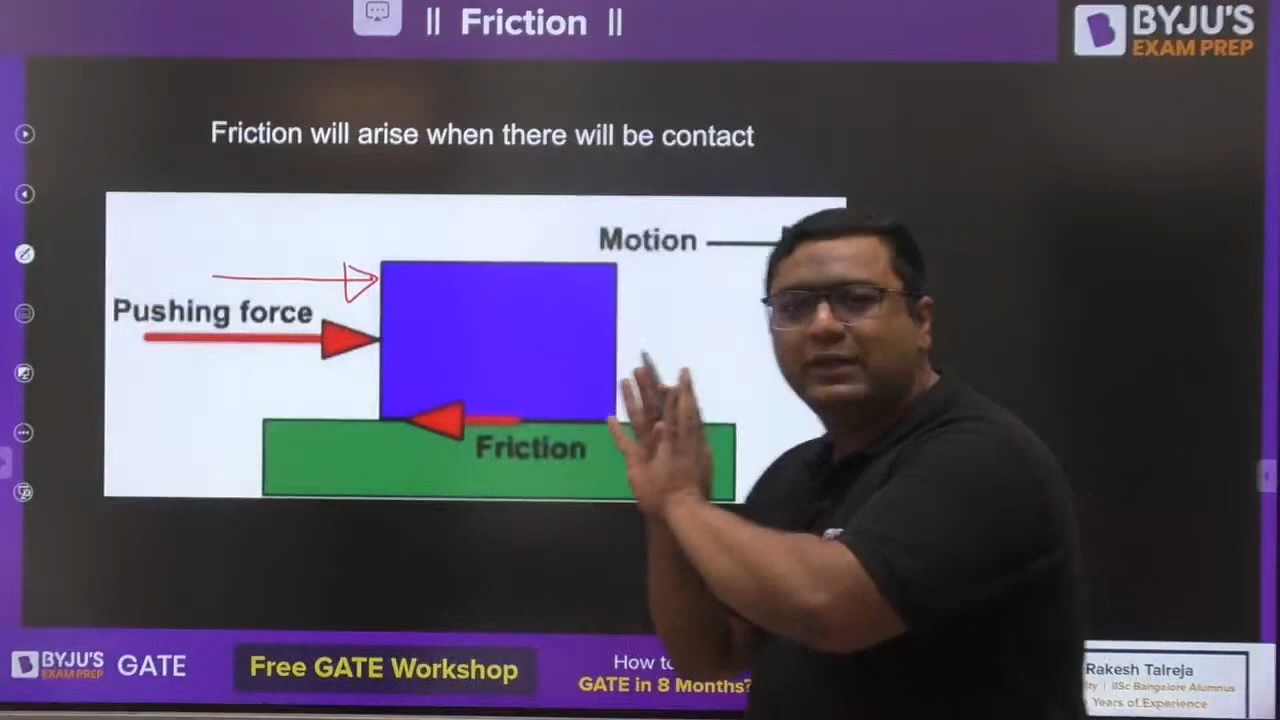 || Friction ||
BYJU'S
EXAM PREP
Friction will arise when there will be contact
Motion
Pushing force
Friction
BYJU'S
EXAM PREP
GATE
Free GATE Workshop
How to
GATE in 8 Months?
Rakesh Talreja
IISc Bangalore Alumnus
Years of Experience